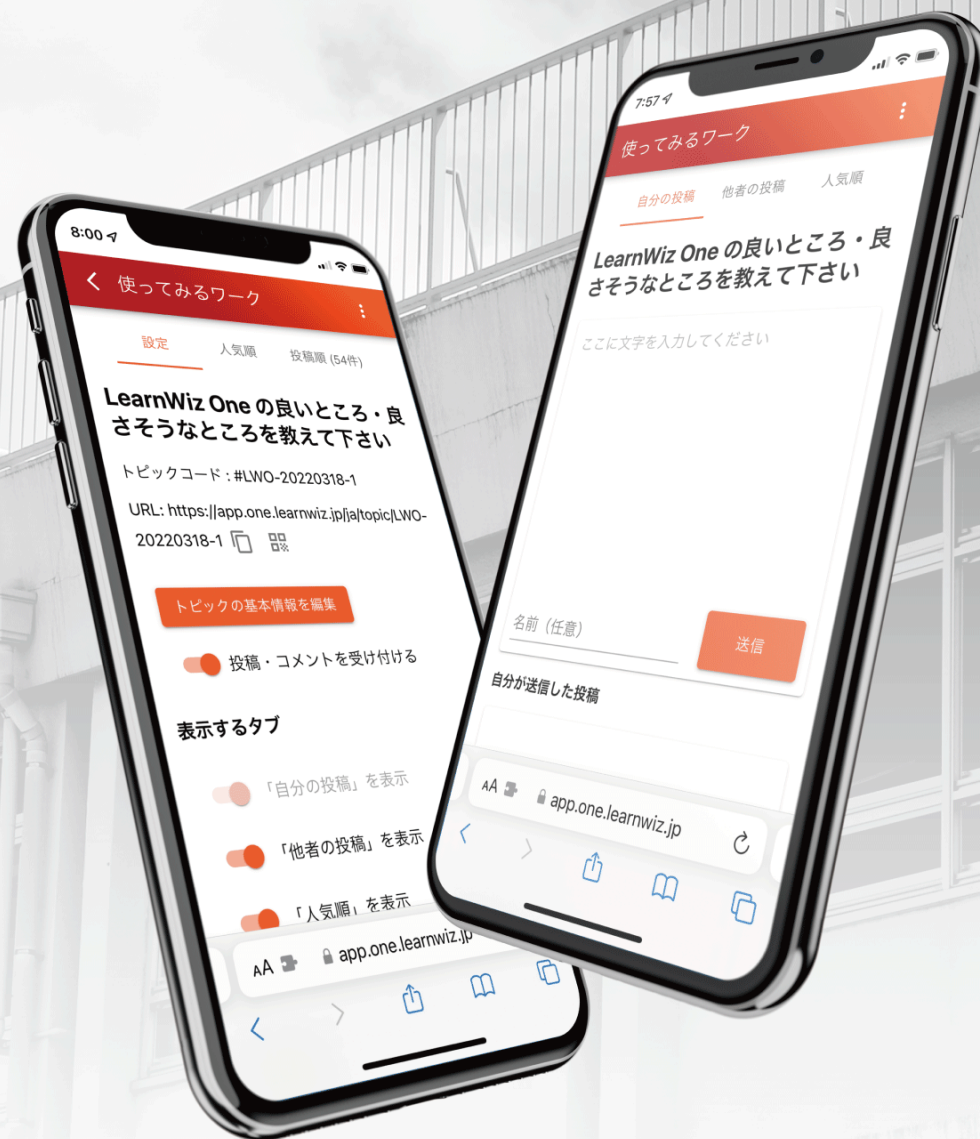 8:00
使ってみるワーク
設定
人気順
投稿順 (54件)
LearnWiz One の良いところ・良
さそうなところを教えて下さい
トピックコード : #LWO-20220318-1
URL: https://app.one.learnwiz.jp/ja/topic/LWO-
20220318-1
トピックの基本情報を編集
投稿・コメントを受け付ける
表示するタブ
「自分の投稿」を表示
「他者の投稿」を表示
「人気順」を表示
AA app.one.learnwiz.jp
7:57
使ってみるワーク
自分の投稿
他者の投稿
人気順
LearnWiz One の良いところ・良
さそうなところを教えて下さい
ここに文字を入力してください
名前（任意）
送信
自分が送信した投稿
AA app.one.learnwiz.jp